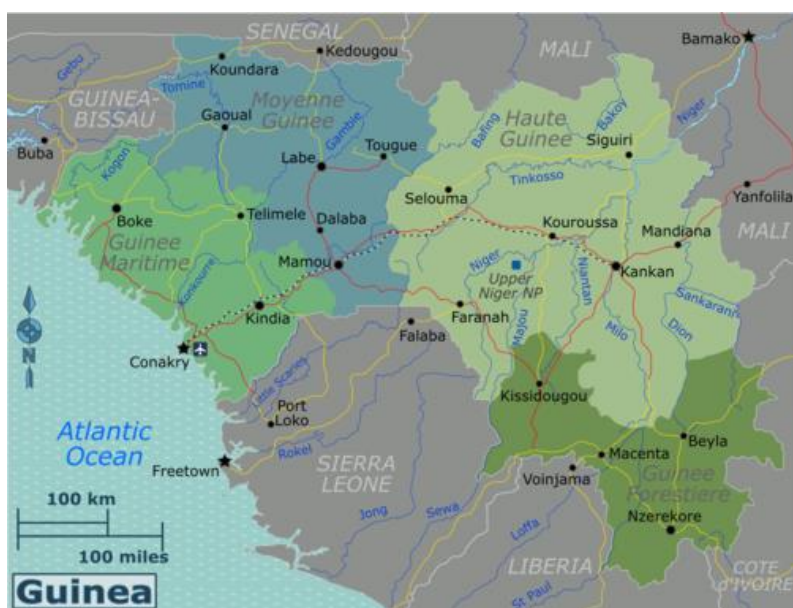 SENEGAL
MALI
Bamako
Kedougou
Koundara
Gebu
GUINEA-
BISSAU
Tomine
Moyenne
Guinee
Haute
Guinee
Bafing
Bakoy
Niger
Gaoual
Gambie
Tougue
Siguiri
Buba
Kogon
Labe
Tinkosso
Selouma
Yanfolila
Boke
Telimele
Dalaba
Kouroussa
Mandiana
MALI
Guinee
Maritime
Konkourre
Mamou
Niger
Upper
Niger NP
Niantan
Kankan
Sankarani
Kindia
Faranah
Majou
Milo
Dion
N
Conakry
Falaba
Little Scaries
Kissidougou
Port
Loko
Atlantic
Ocean
Rokel
Freetown
SIERRA
LEONE
Beyla
Macenta
Voinjama
Guinee
Forestiere
100 km
100 miles
Jong
Sewa
Loffa
Nzerekore
LIBERIA
St Paul
COTE
d'IVOIRE
Guinea